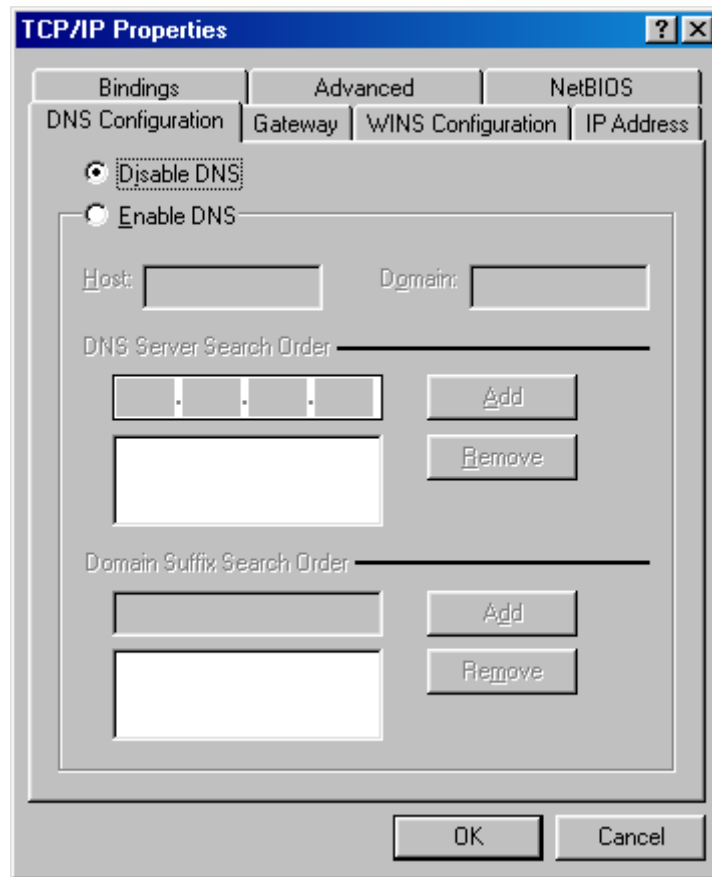 TCP/IP Properties
Bindings Advanced NetBIOS
DNS Configuration Gateway WINS Configuration IP Address
Disable DNS
Enable DNS
Host: Domain:
DNS Server Search Order
. . .
Add
Remove
Domain Suffix Search Order
Add
Remove
OK Cancel